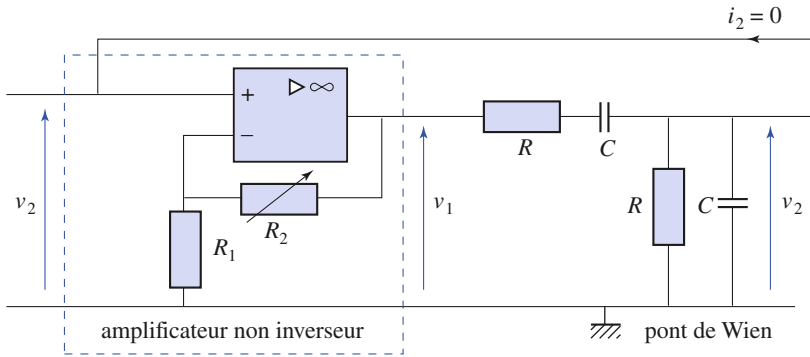 i₂ = 0
+
∞
−
R
C
v₂
R₂
v₁
R
C
v₂
R₁
amplificateur non inverseur
pont de Wien